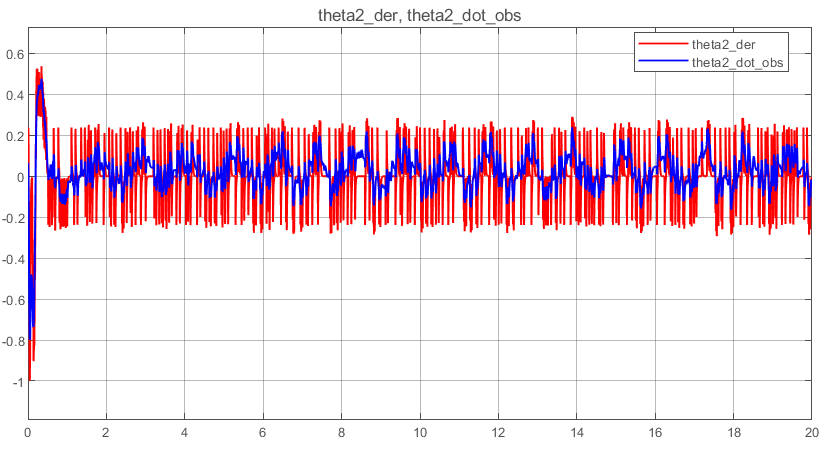 theta2_der, theta2_dot_obs
theta2_der
theta2_dot_obs
0.6
0.4
0.2
0
-0.2
-0.4
-0.6
-0.8
-1
0 2 4 6 8 10 12 14 16 18 20